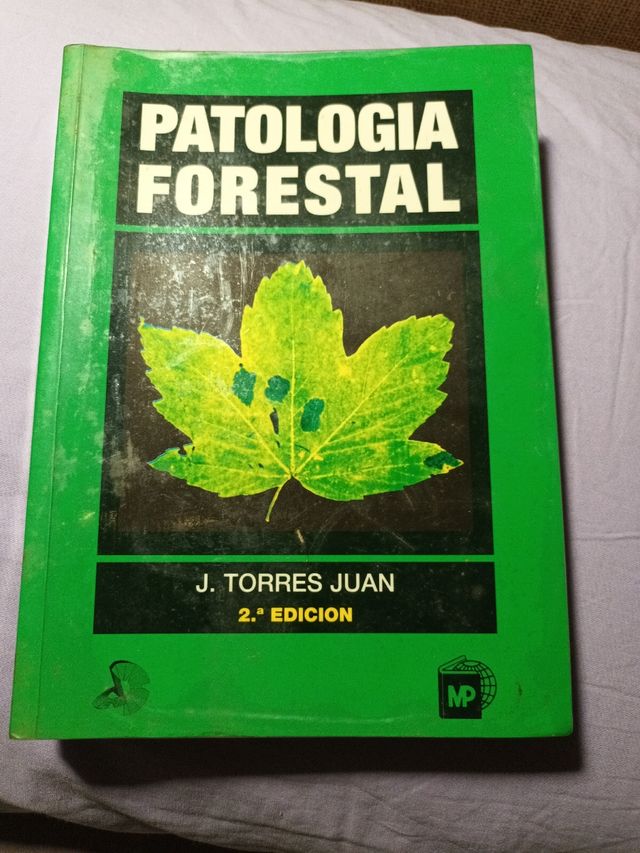 PATOLOGIA
FORESTAL
J. TORRES JUAN
2.ª EDICION
MP